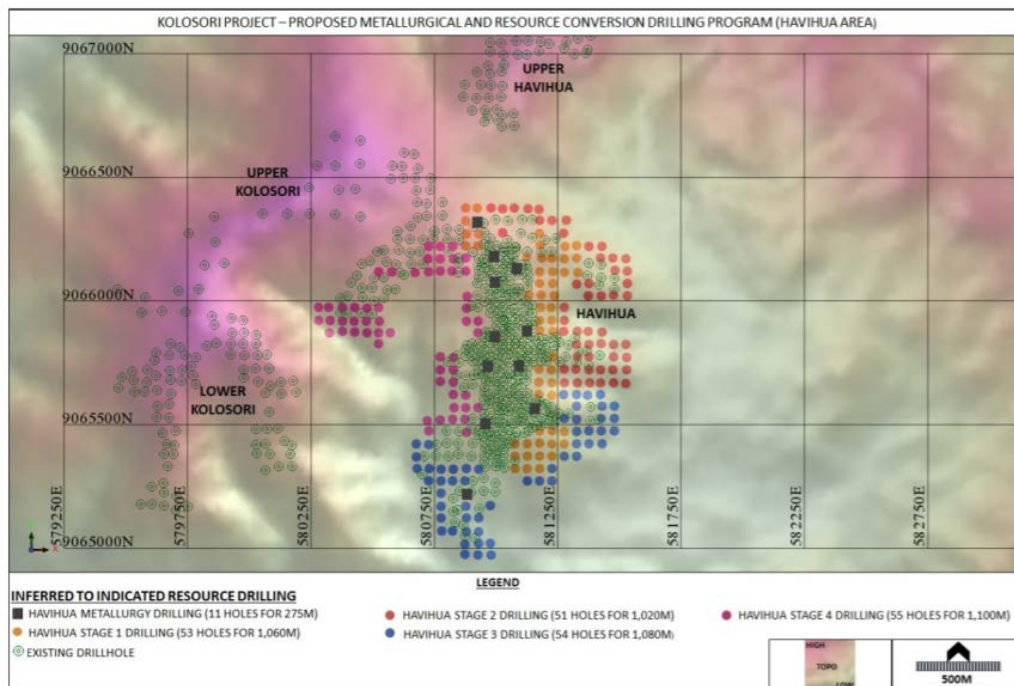 KOLOSORI PROJECT – PROPOSED METALLURGICAL AND RESOURCE CONVERSION DRILLING PROGRAM (HAVIHUA AREA)
9067000N
UPPER
HAVIHUA
9066500N
UPPER
KOLOSORI
9066000N
HAVIHUA
LOWER
KOLOSORI
9065500N
9065000N
579250E
579750E
580250E
580750E
581250E
581750E
582250E
582750E
LEGEND
INFERRED TO INDICATED RESOURCE DRILLING
HAVIHUA METALLURGY DRILLING (11 HOLES FOR 275M)
HAVIHUA STAGE 2 DRILLING (51 HOLES FOR 1,020M)
HAVIHUA STAGE 4 DRILLING (55 HOLES FOR 1,100M)
HAVIHUA STAGE 1 DRILLING (53 HOLES FOR 1,060M)
HAVIHUA STAGE 3 DRILLING (54 HOLES FOR 1,080M)
EXISTING DRILLHOLE
HIGH
TOPO
LOW
500M